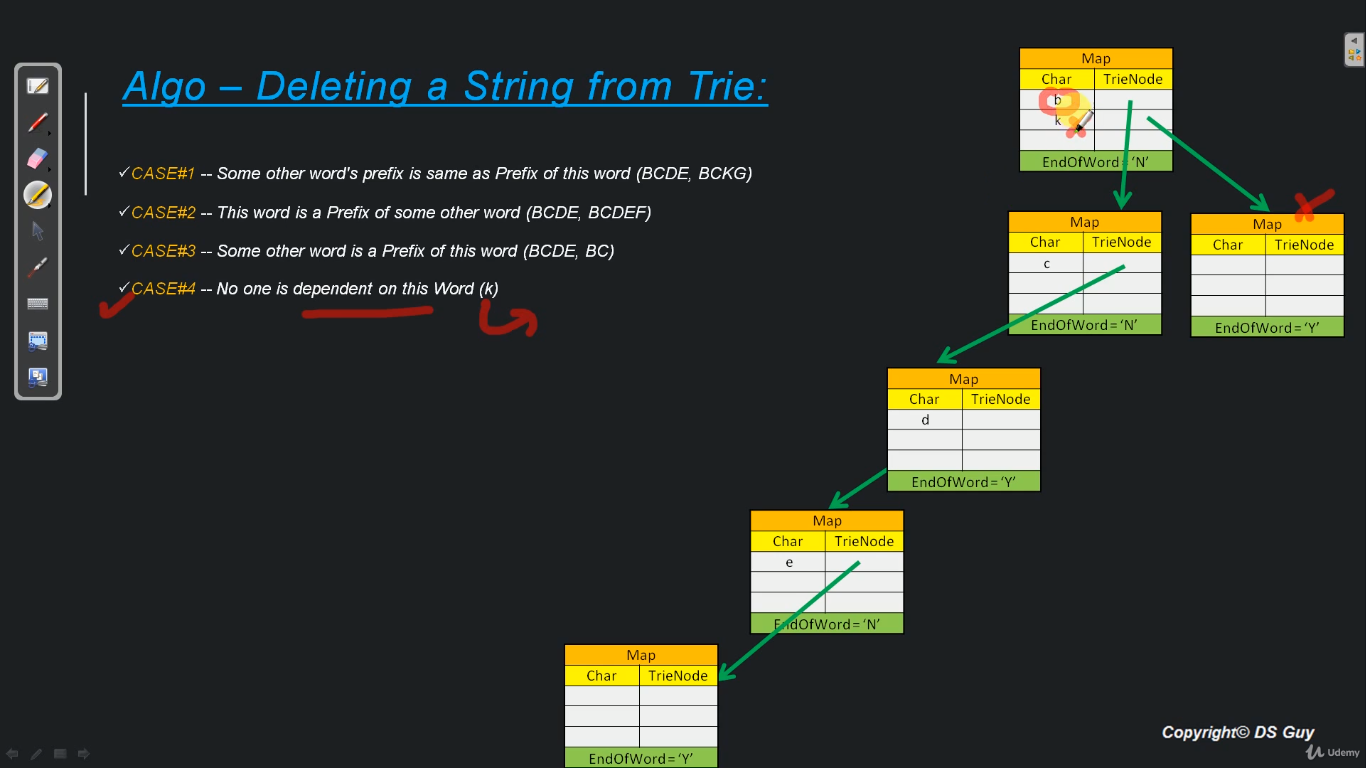 Algo – Deleting a String from Trie:
✓CASE#1 -- Some other word's prefix is same as Prefix of this word (BCDE, BCKG)
✓CASE#2 -- This word is a Prefix of some other word (BCDE, BCDEF)
✓CASE#3 -- Some other word is a Prefix of this word (BCDE, BC)
✓CASE#4 -- No one is dependent on this Word (k)
Map
Char TrieNode
b
k
EndOfWord = 'N'
Map
Char TrieNode
c
EndOfWord = 'N'
Map
Char TrieNode
EndOfWord = 'Y'
Map
Char TrieNode
d
EndOfWord = 'Y'
Map
Char TrieNode
e
EndOfWord = 'N'
Map
Char TrieNode
EndOfWord = 'Y'
Copyright© DS Guy
Udemy